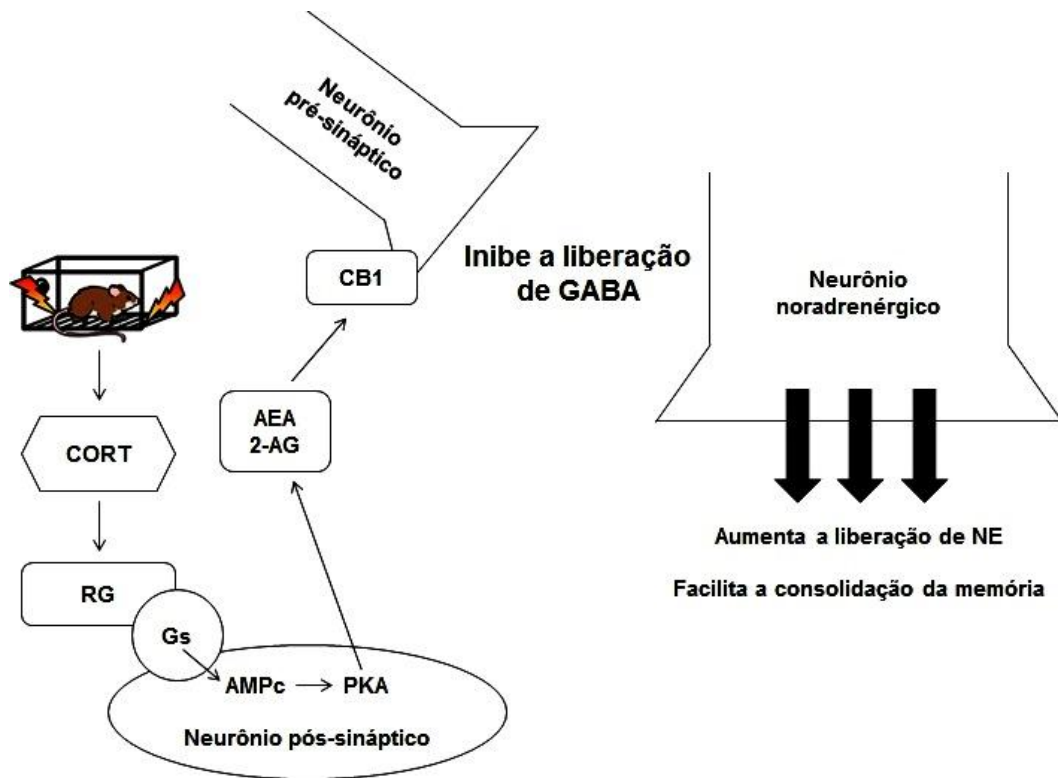 Neurônio
pré-sináptico
CB1
Inibe a liberação
de GABA
Neurônio
noradrenérgico
AEA
2-AG
CORT
RG
Gs
AMPc
PKA
Neurônio pós-sináptico
Aumenta a liberação de NE
Facilita a consolidação da memória